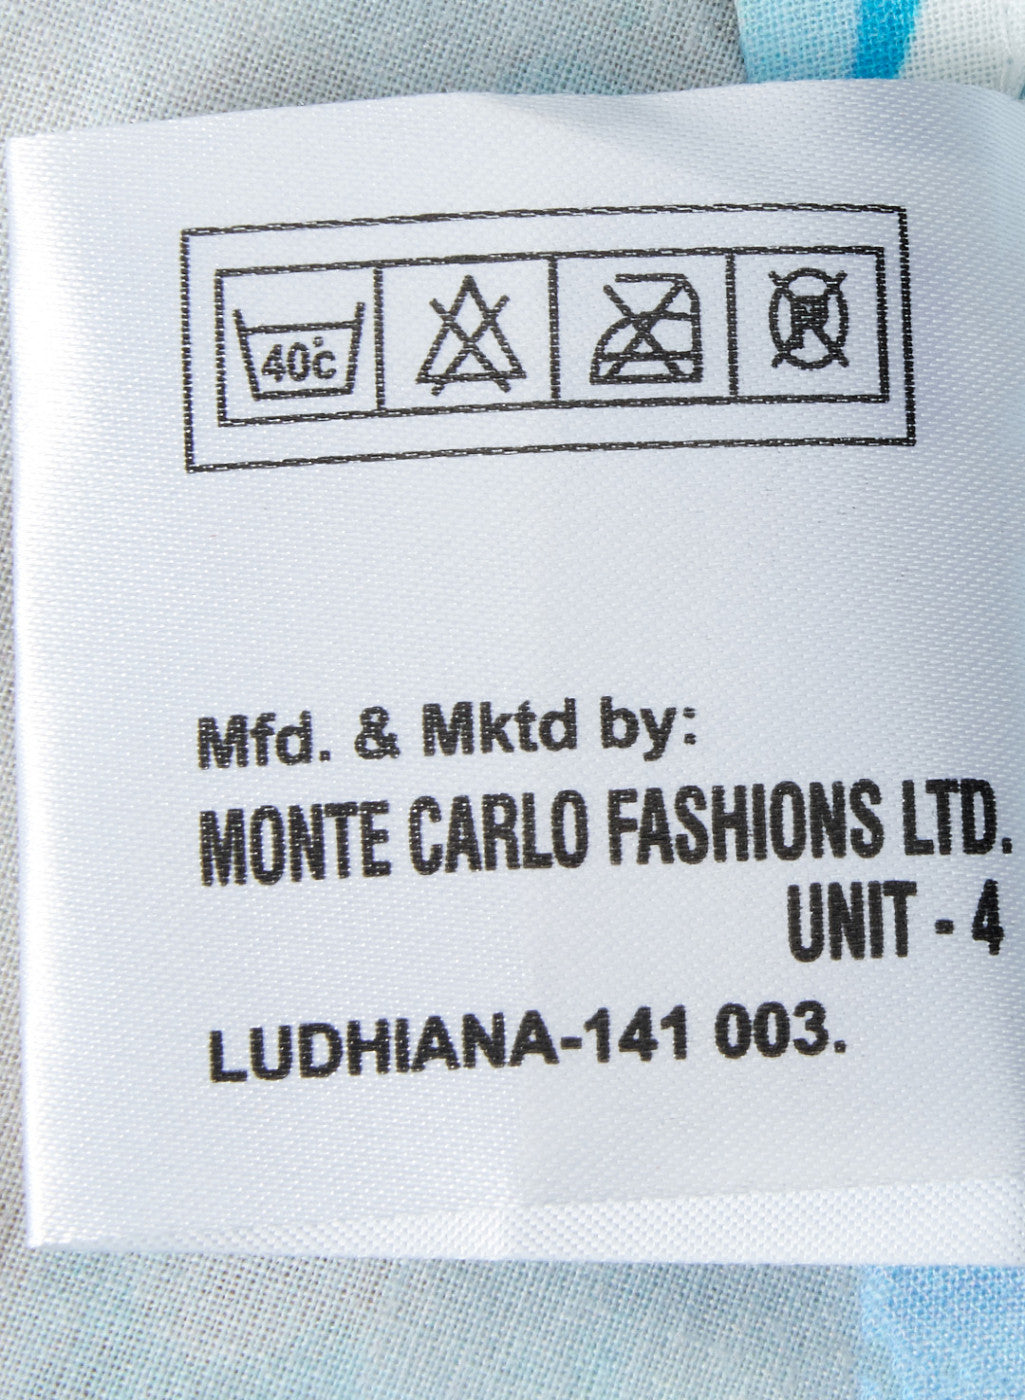 40°c
Mfd. & Mktd by:
MONTE CARLO FASHIONS LTD.
UNIT - 4
LUDHIANA-141 003.